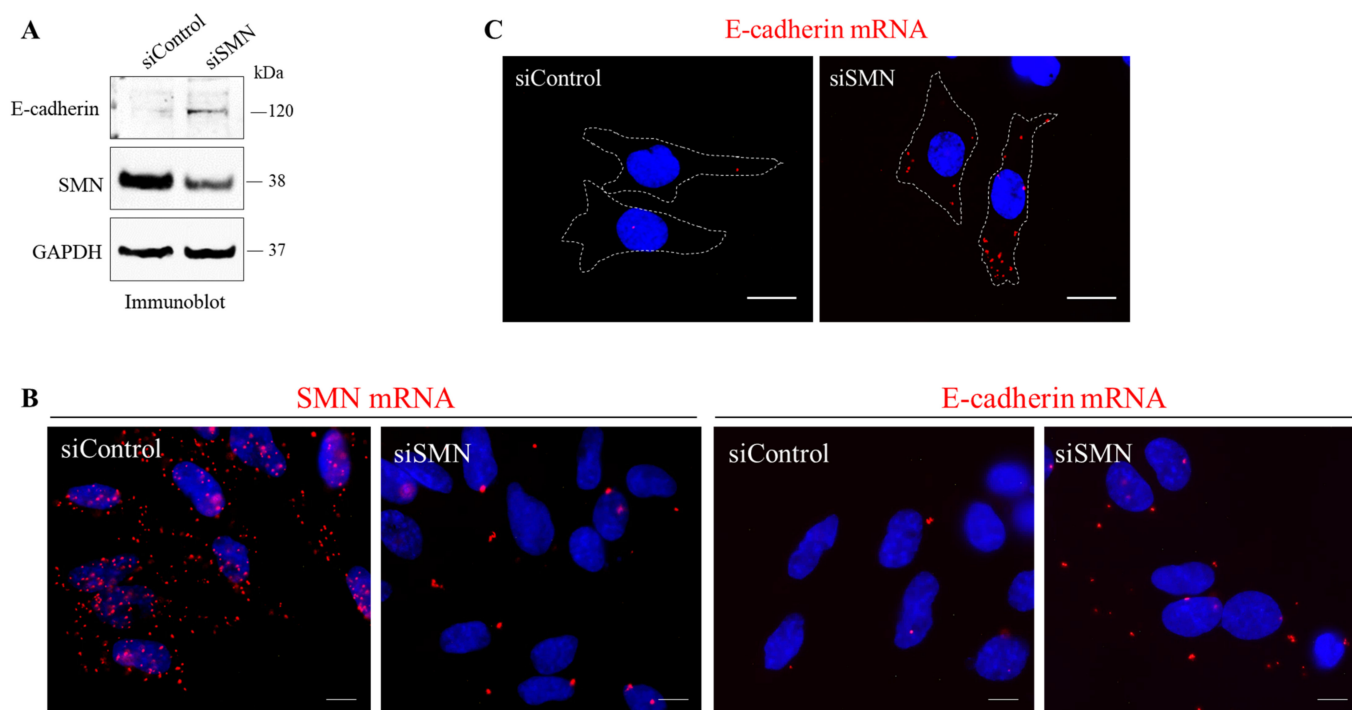 A
siControl
siSMN
kDa
E-cadherin
120
SMN
38
GAPDH
37
Immunoblot
C
E-cadherin mRNA
siControl
siSMN
B
SMN mRNA
E-cadherin mRNA
siControl
siSMN
siControl
siSMN